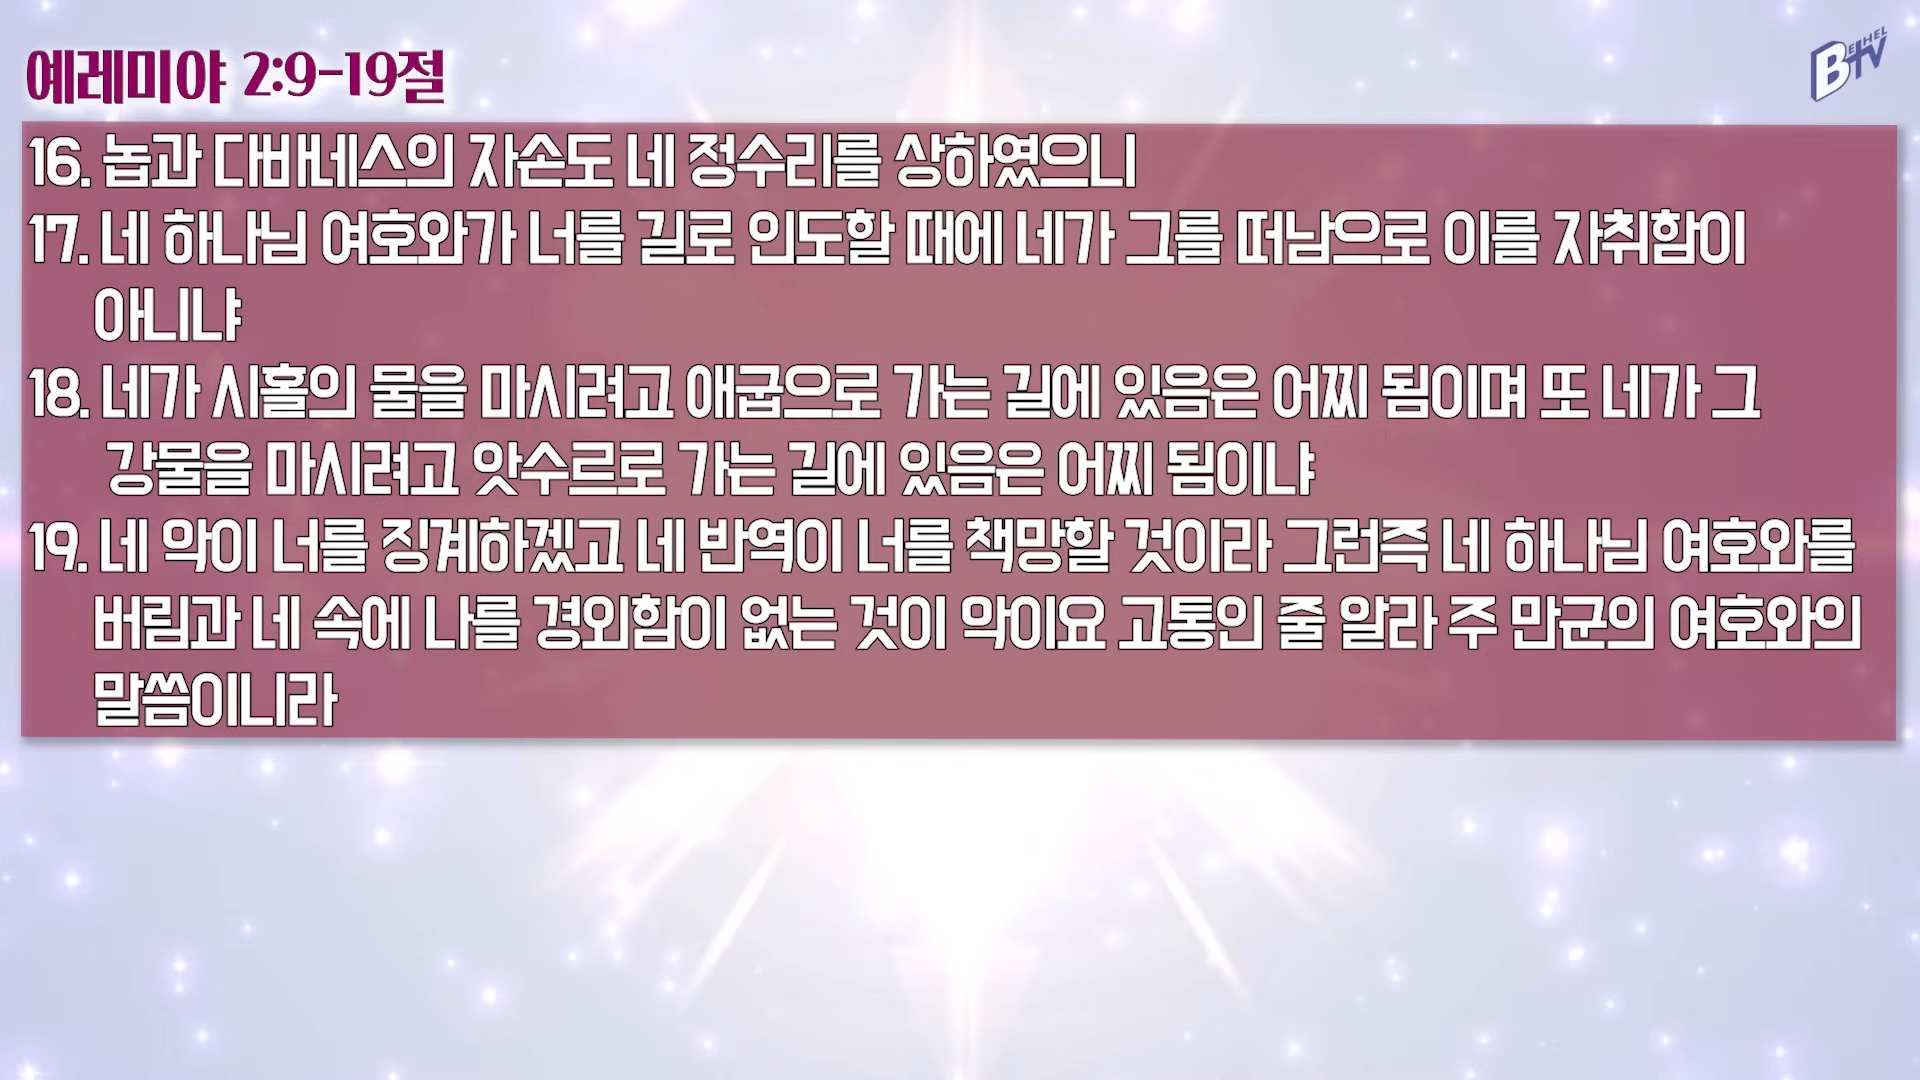 예레미야 2:9-19절
BETHEL
BTV
16. 놉과 다바네스의 자손도 네 정수리를 상하였으니
17. 네 하나님 여호와가 너를 길로 인도할 때에 네가 그를 떠남으로 이를 자취함이
아니냐
18. 네가 시홀의 물을 마시려고 애굽으로 가는 길에 있음은 어찌 됨이며 또 네가 그
강물을 마시려고 앗수르로 가는 길에 있음은 어찌 됨이냐
19. 네 악이 너를 징계하겠고 네 반역이 너를 책망할 것이라 그런즉 네 하나님 여호와를
버림과 네 속에 나를 경외함이 없는 것이 악이요 고통인 줄 알라 주 만군의 여호와의
말씀이니라